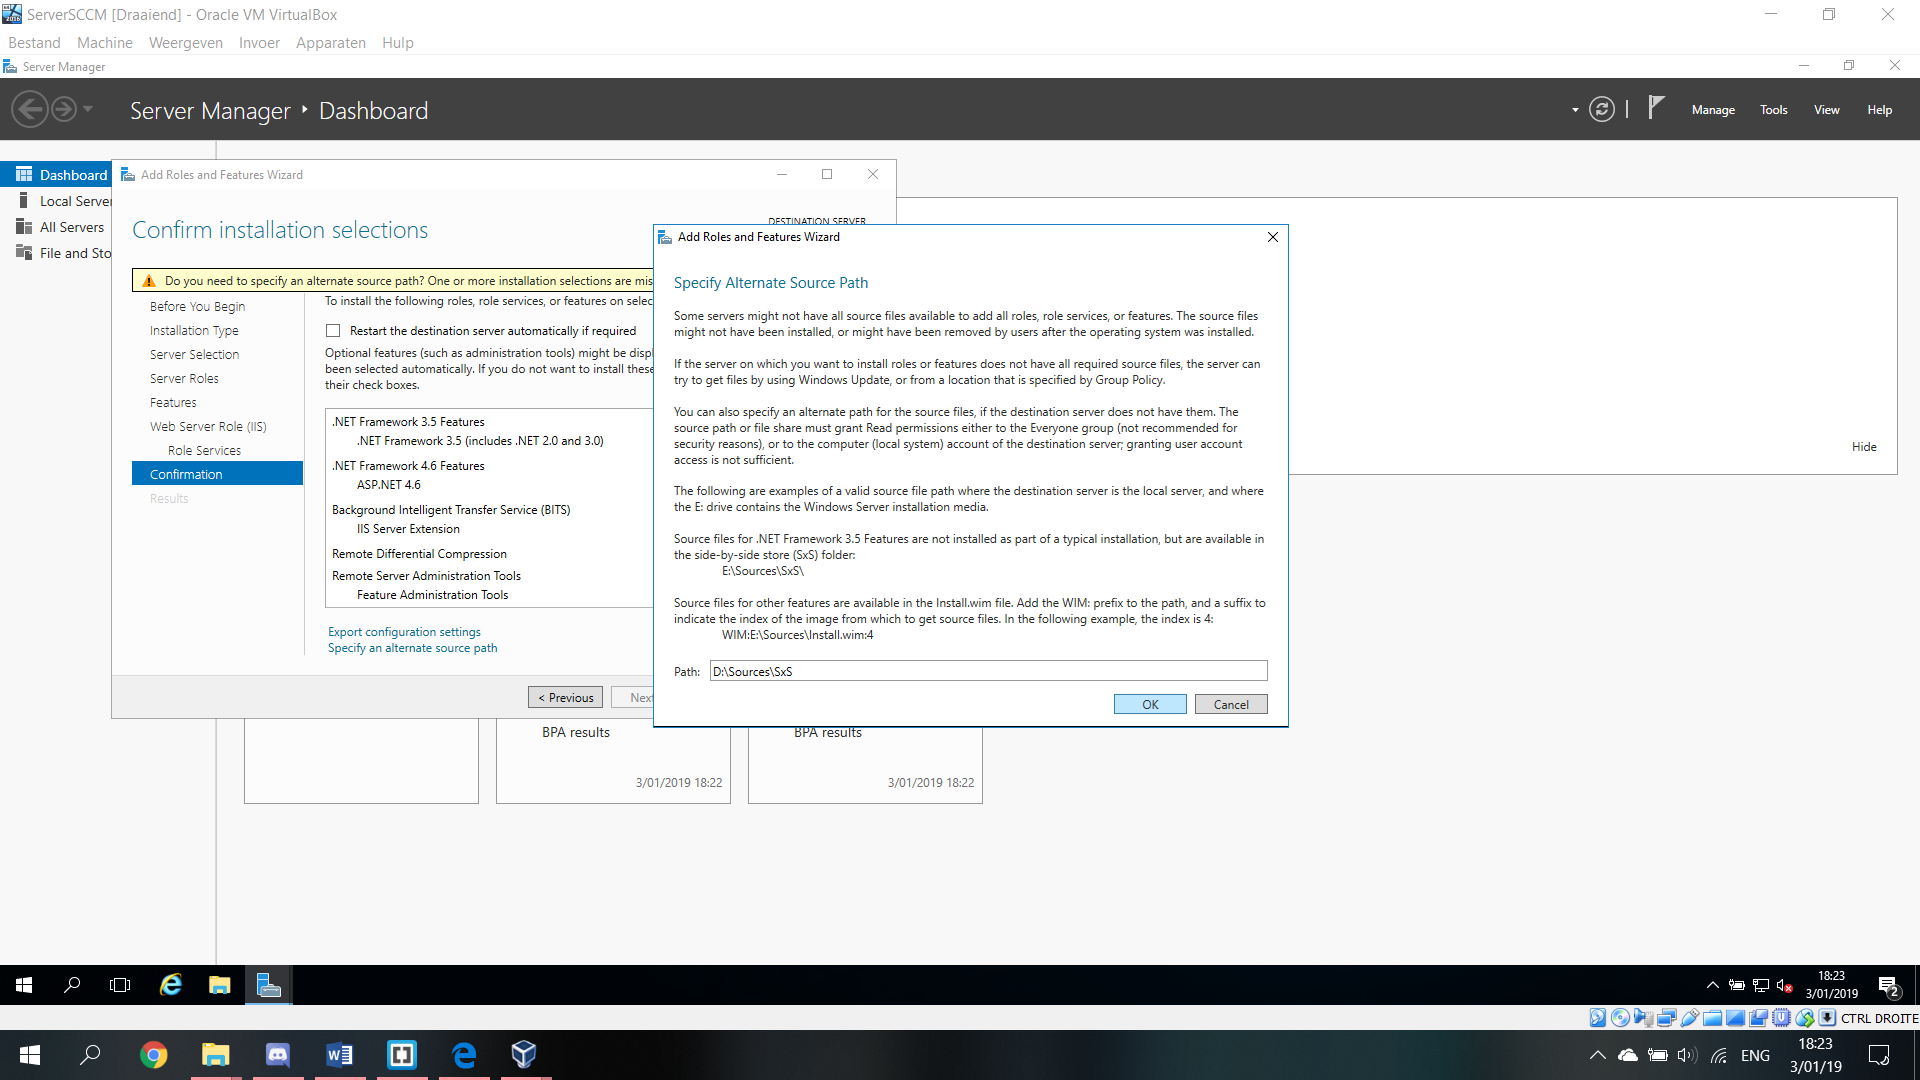 ServerSCCM [Draaiend] - Oracle VM VirtualBox
Bestand Machine Weergeven Invoer Apparaten Hulp
Server Manager
Server Manager Dashboard
Manage Tools View Help
Dashboard
Local Server
All Servers
File and Sto
Add Roles and Features Wizard
Confirm installation selections
DESTINATION SERVER
Do you need to specify an alternate source path? One or more installation selections are mis
Before You Begin
Installation Type
Server Selection
Server Roles
Features
Web Server Role (IIS)
Role Services
Confirmation
Results
To install the following roles, role services, or features on selec
Restart the destination server automatically if required
Optional features (such as administration tools) might be displ
been selected automatically. If you do not want to install these
their check boxes.
.NET Framework 3.5 Features
.NET Framework 3.5 (includes .NET 2.0 and 3.0)
.NET Framework 4.6 Features
ASP.NET 4.6
Background Intelligent Transfer Service (BITS)
IIS Server Extension
Remote Differential Compression
Remote Server Administration Tools
Feature Administration Tools
Export configuration settings
Specify an alternate source path
< Previous
Next
Add Roles and Features Wizard
Specify Alternate Source Path
Some servers might not have all source files available to add all roles, role services, or features. The source files
might not have been installed, or might have been removed by users after the operating system was installed.
If the server on which you want to install roles or features does not have all required source files, the server can
try to get files by using Windows Update, or from a location that is specified by Group Policy.
You can also specify an alternate path for the source files, if the destination server does not have them. The
source path or file share must grant Read permissions either to the Everyone group (not recommended for
security reasons), or to the computer (local system) account of the destination server; granting user account
access is not sufficient.
The following are examples of a valid source file path where the destination server is the local server, and where
the E: drive contains the Windows Server installation media.
Source files for .NET Framework 3.5 Features are not installed as part of a typical installation, but are available in
the side-by-side store (SxS) folder:
E:\Sources\SxS\
Source files for other features are available in the Install.wim file. Add the WIM: prefix to the path, and a suffix to
indicate the index of the image from which to get source files. In the following example, the index is 4:
WIM:E:\Sources\Install.wim:4
Path: D:\Sources\SxS
OK Cancel
Hide
BPA results
3/01/2019 18:22
BPA results
3/01/2019 18:22
18:23
3/01/2019
2
CTRL DROITE
ENG
18:23
3/01/19